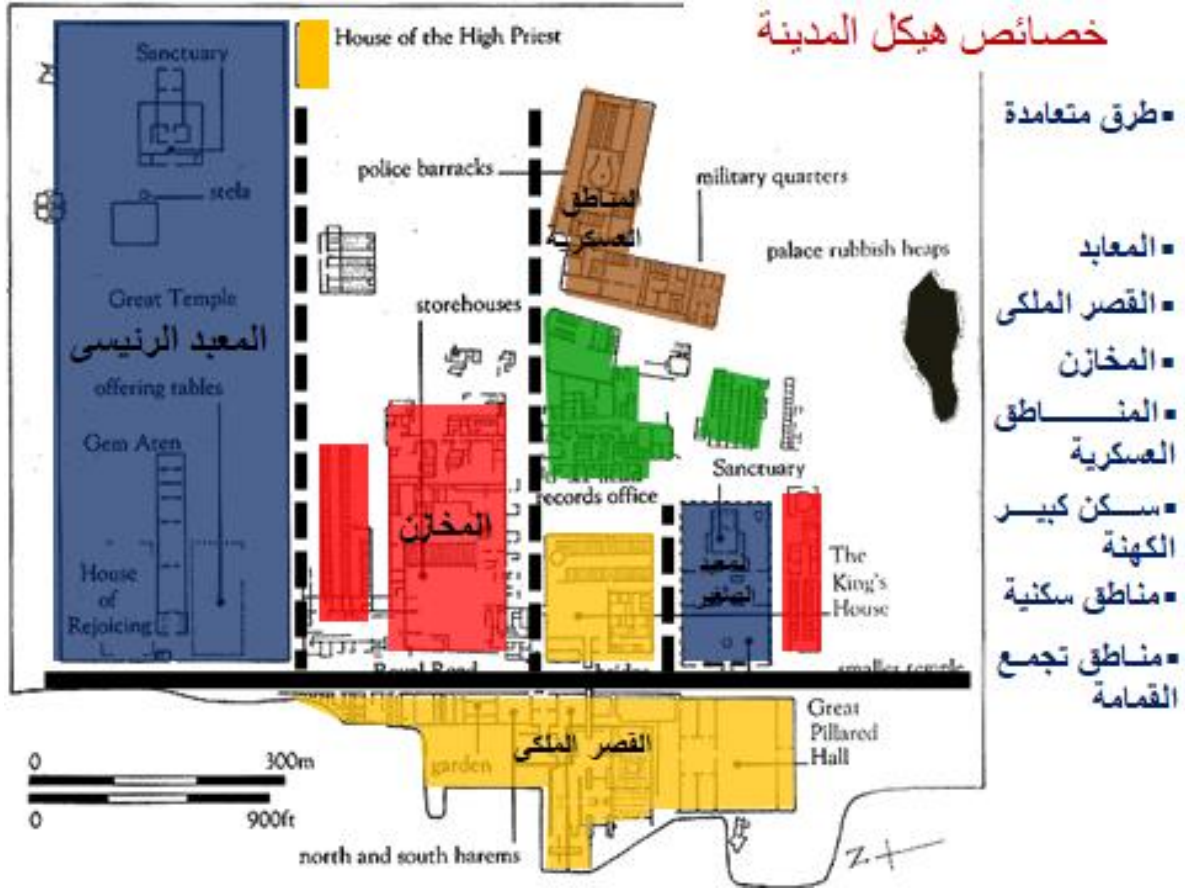 خصائص هيكل المدينة
▪ طرق متعامدة
▪ المعابد
▪ القصر الملكى
▪ المخازن
▪ المنـــــــاطق
العسكرية
▪ ســـكن كبيـــر
الكهنة
▪ مناطق سكنية
▪ مناطق تجمع
القمامة
House of the High Priest
Sanctuary
police barracks
military quarters
stela
المناطق
العسكرية
palace rubbish heaps
Great Temple
storehouses
المعبد الرئيسى
offering tables
Gem Aten
Sanctuary
records office
المخازن
The
King's
House
المعبد
الصغير
House
of
Rejoicing
Royal Road
smaller temple
Great
Pillared
Hall
القصر الملكى
garden
0 300m
0 900ft
north and south harems